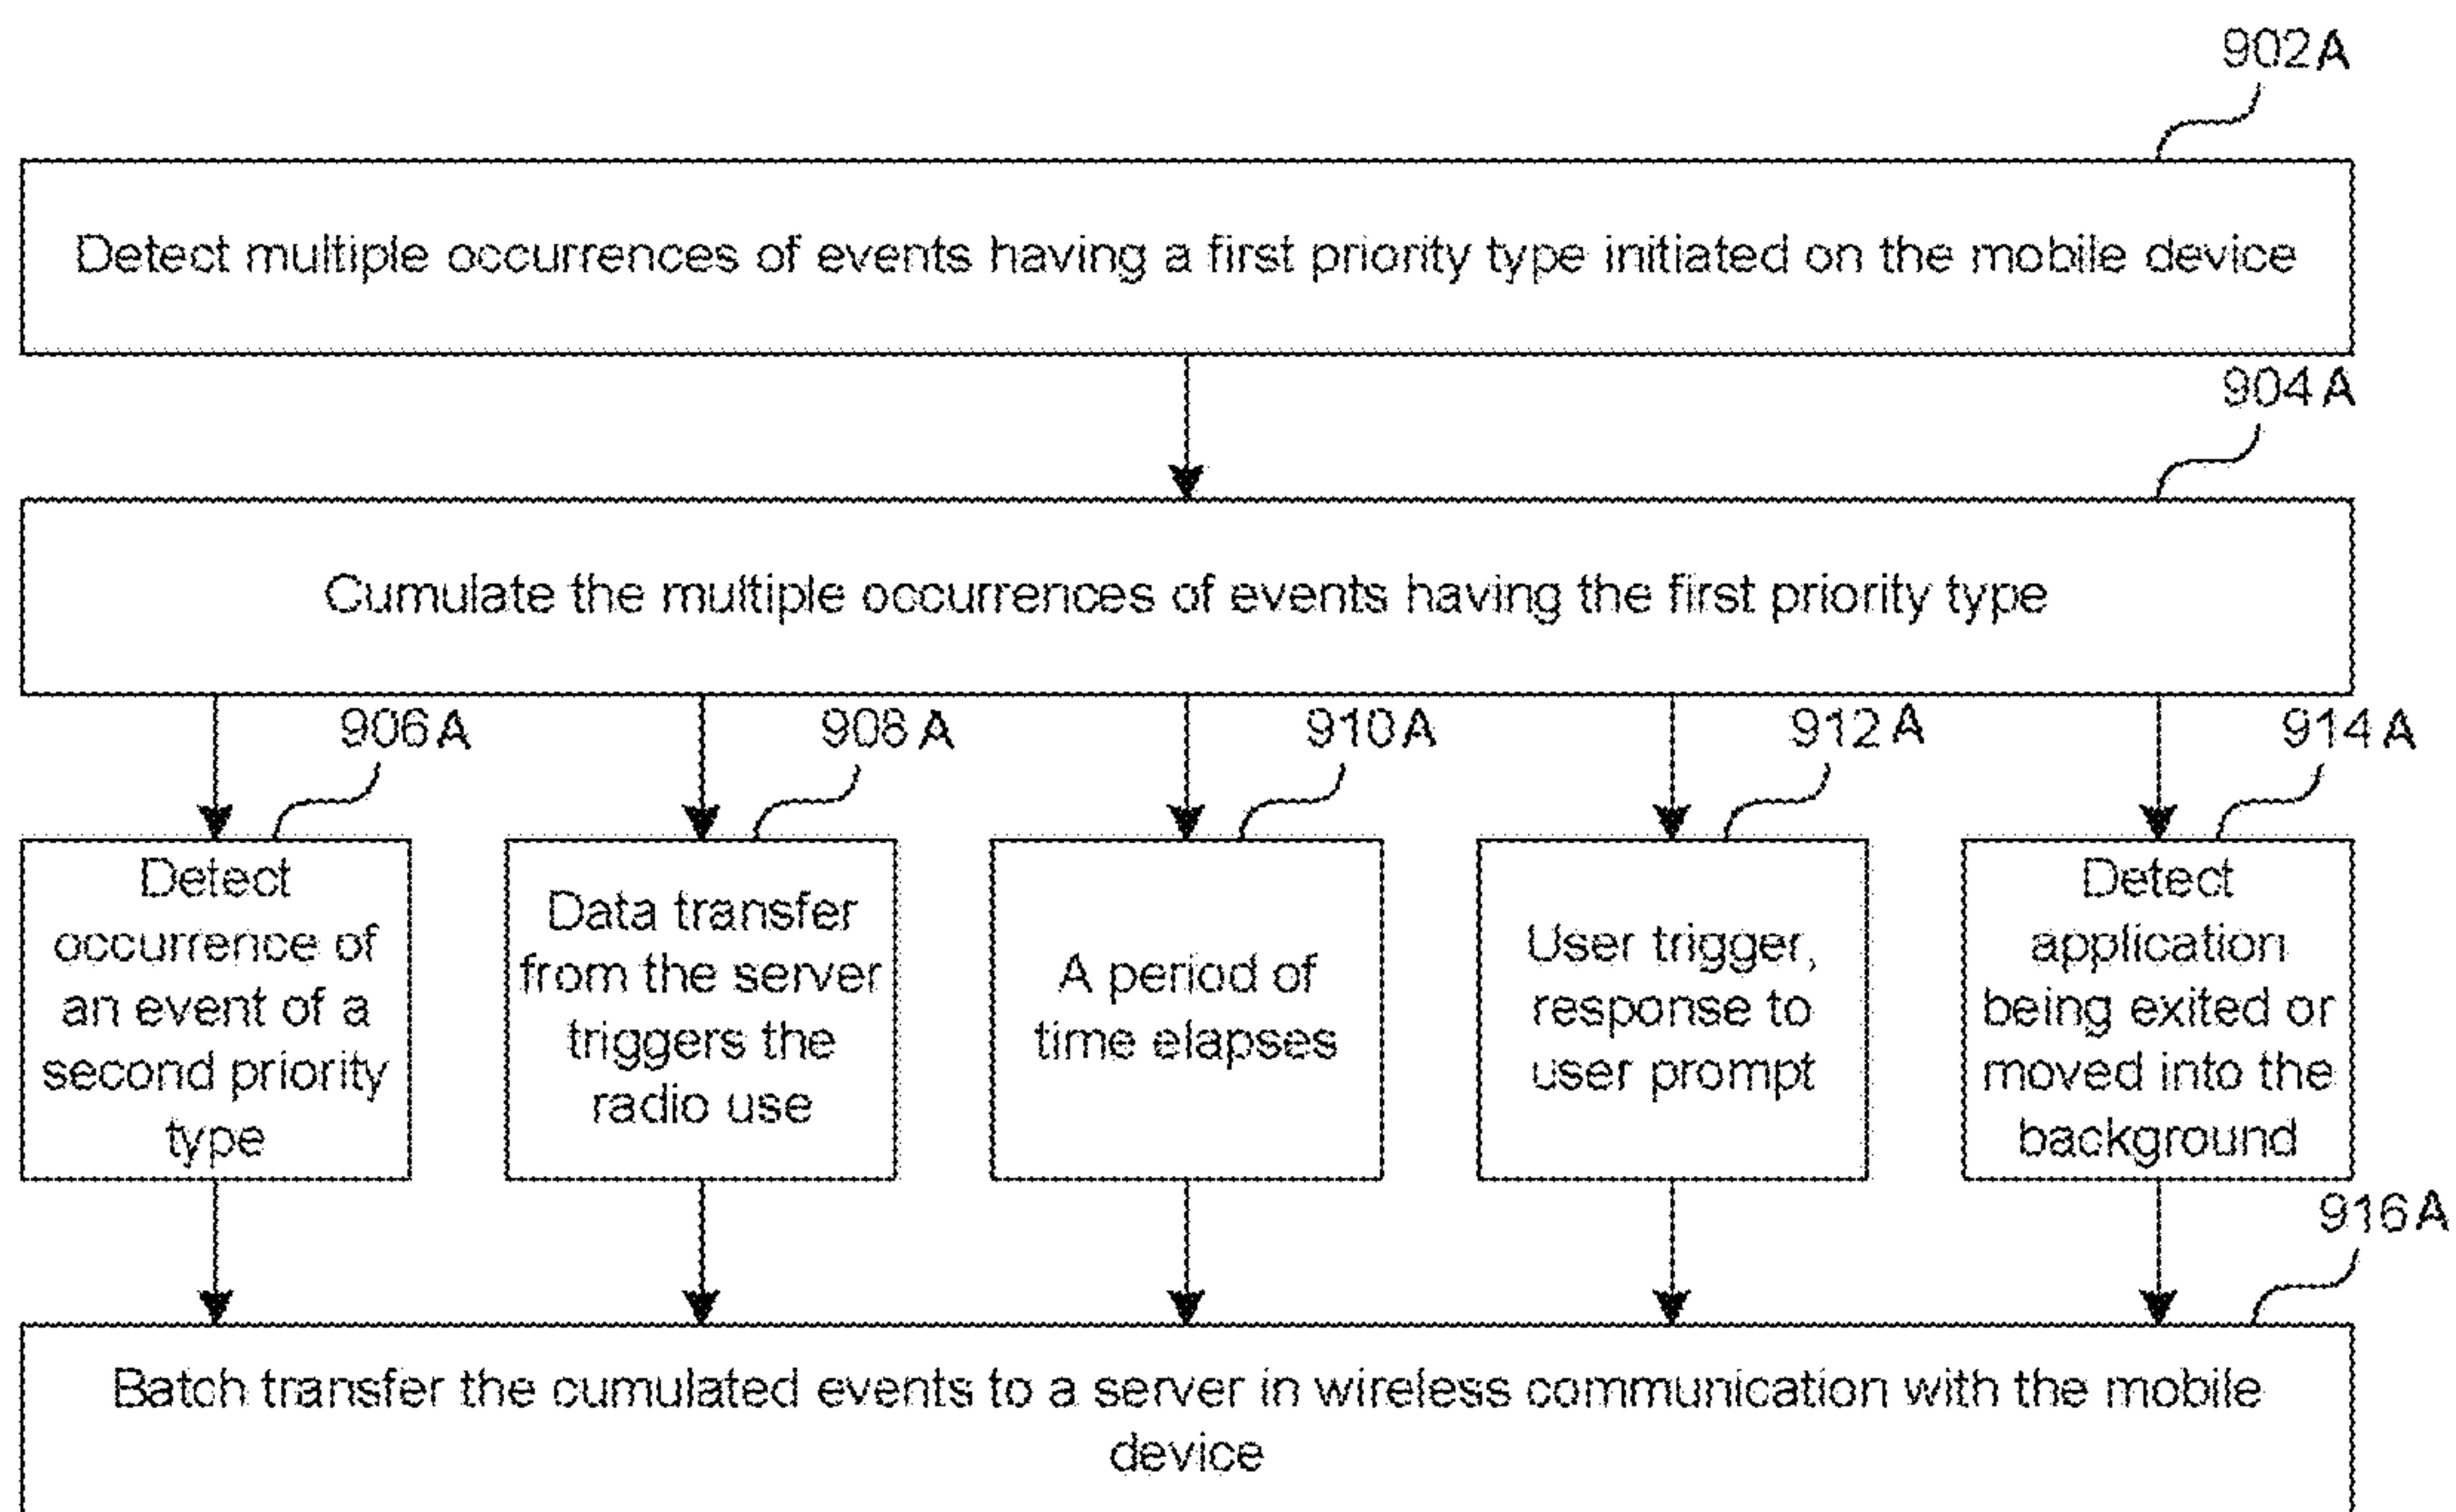 902A
Detect multiple occurrences of events having a first priority type initiated on the mobile device
904A
Cumulate the multiple occurrences of events having the first priority type
906A
908A
910A
912A
914A
Detect
occurrence of
an event of a
second priority
type
Data transfer
from the server
triggers the
radio use
A period of
time elapses
User trigger,
response to
user prompt
Detect
application
being exited or
moved into the
background
916A
Batch transfer the cumulated events to a server in wireless communication with the mobile
device